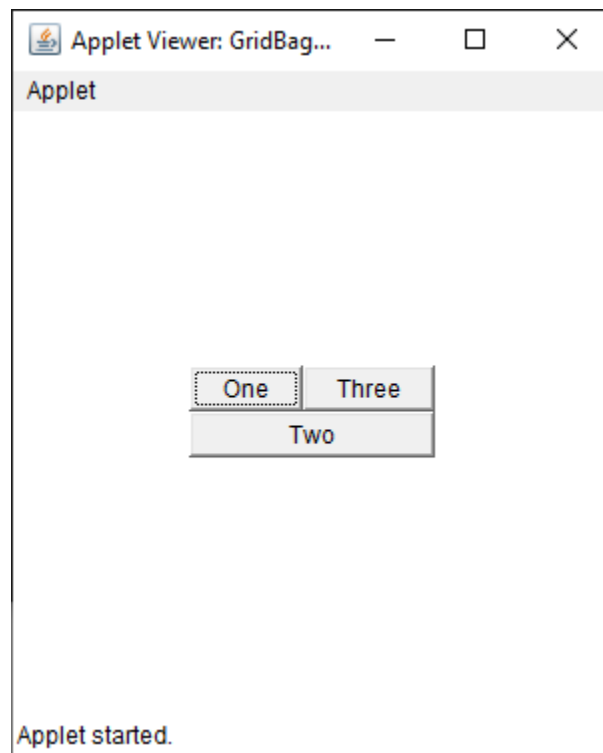 Applet Viewer: GridBag...
Applet
One Three
Two
Applet started.